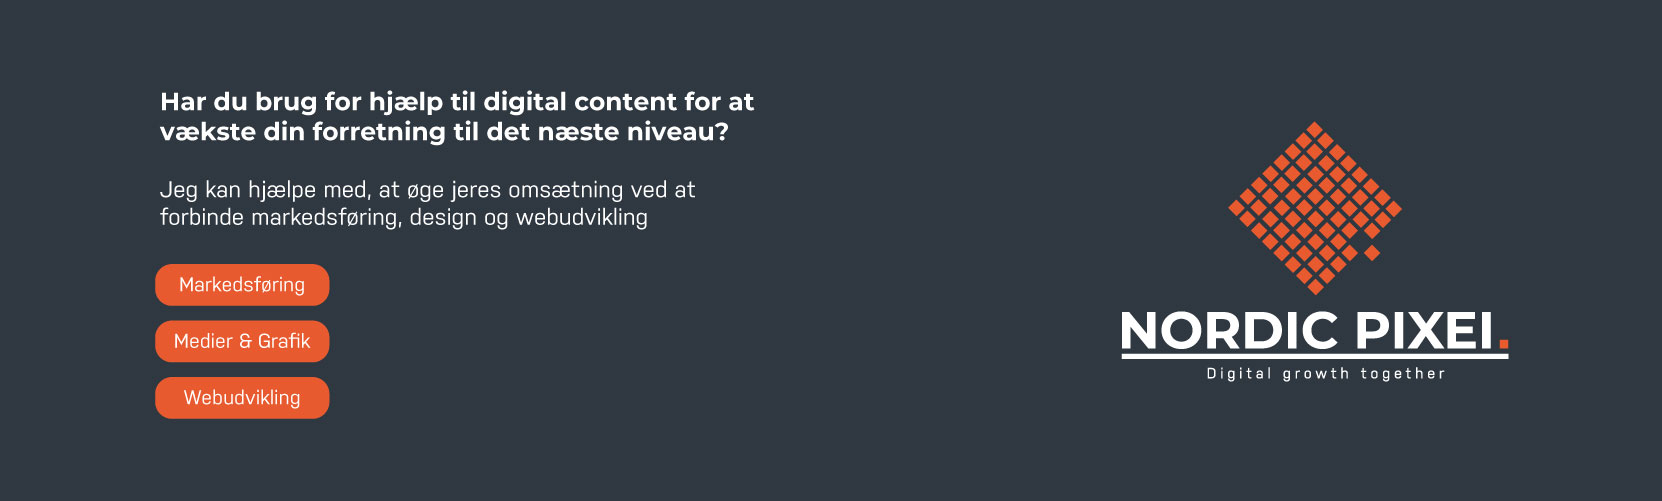 Har du brug for hjælp til digital content for at
vækste din forretning til det næste niveau?
Jeg kan hjælpe med, at øge jeres omsætning ved at
forbinde markedsføring, design og webudvikling
Markedsføring
Medier & Grafik
Webudvikling
NORDIC PIXEl.
Digital growth together